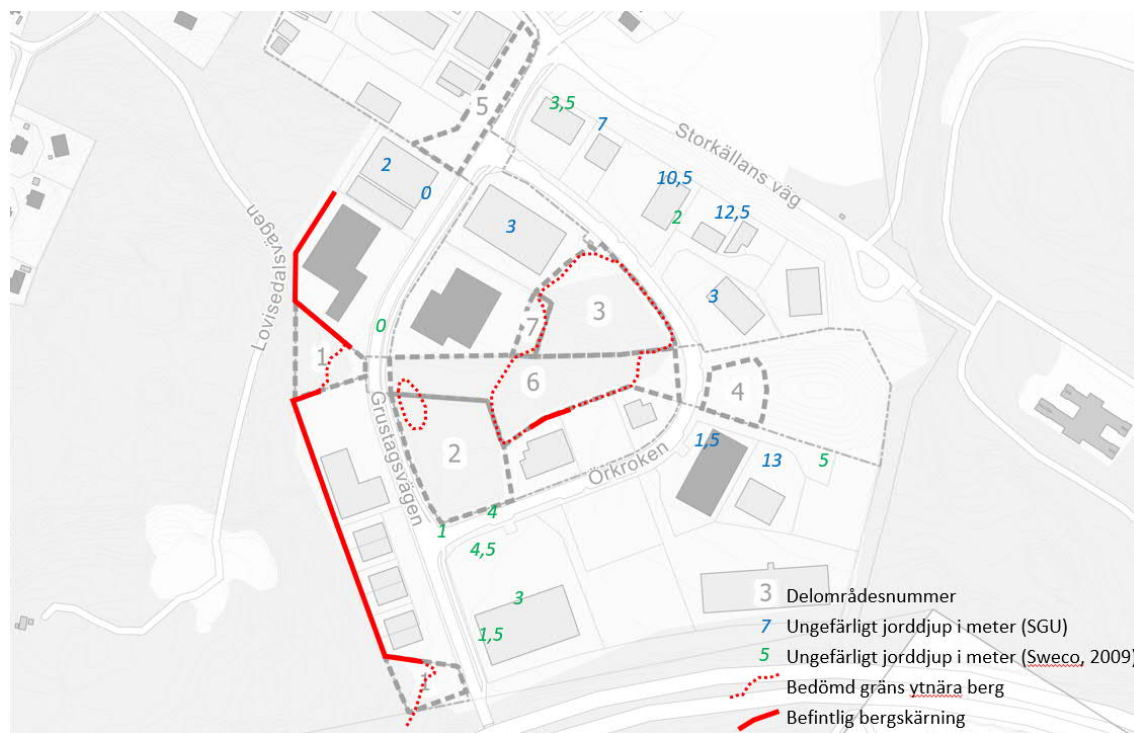 5
3,5
7
Storkällans väg
2
0
10,5
2
12,5
3
Lovisedalsvägen
3
3
7
0
1
6
4
Grustagsvägen
2
Örkroken
1,5
13
5
4
1
4,5
3
1,5
1
3 Delområdesnummer
7 Ungefärligt jorddjup i meter (SGU)
5 Ungefärligt jorddjup i meter (Sweco, 2009)
Bedömd gräns ytnära berg
Befintlig bergskärning